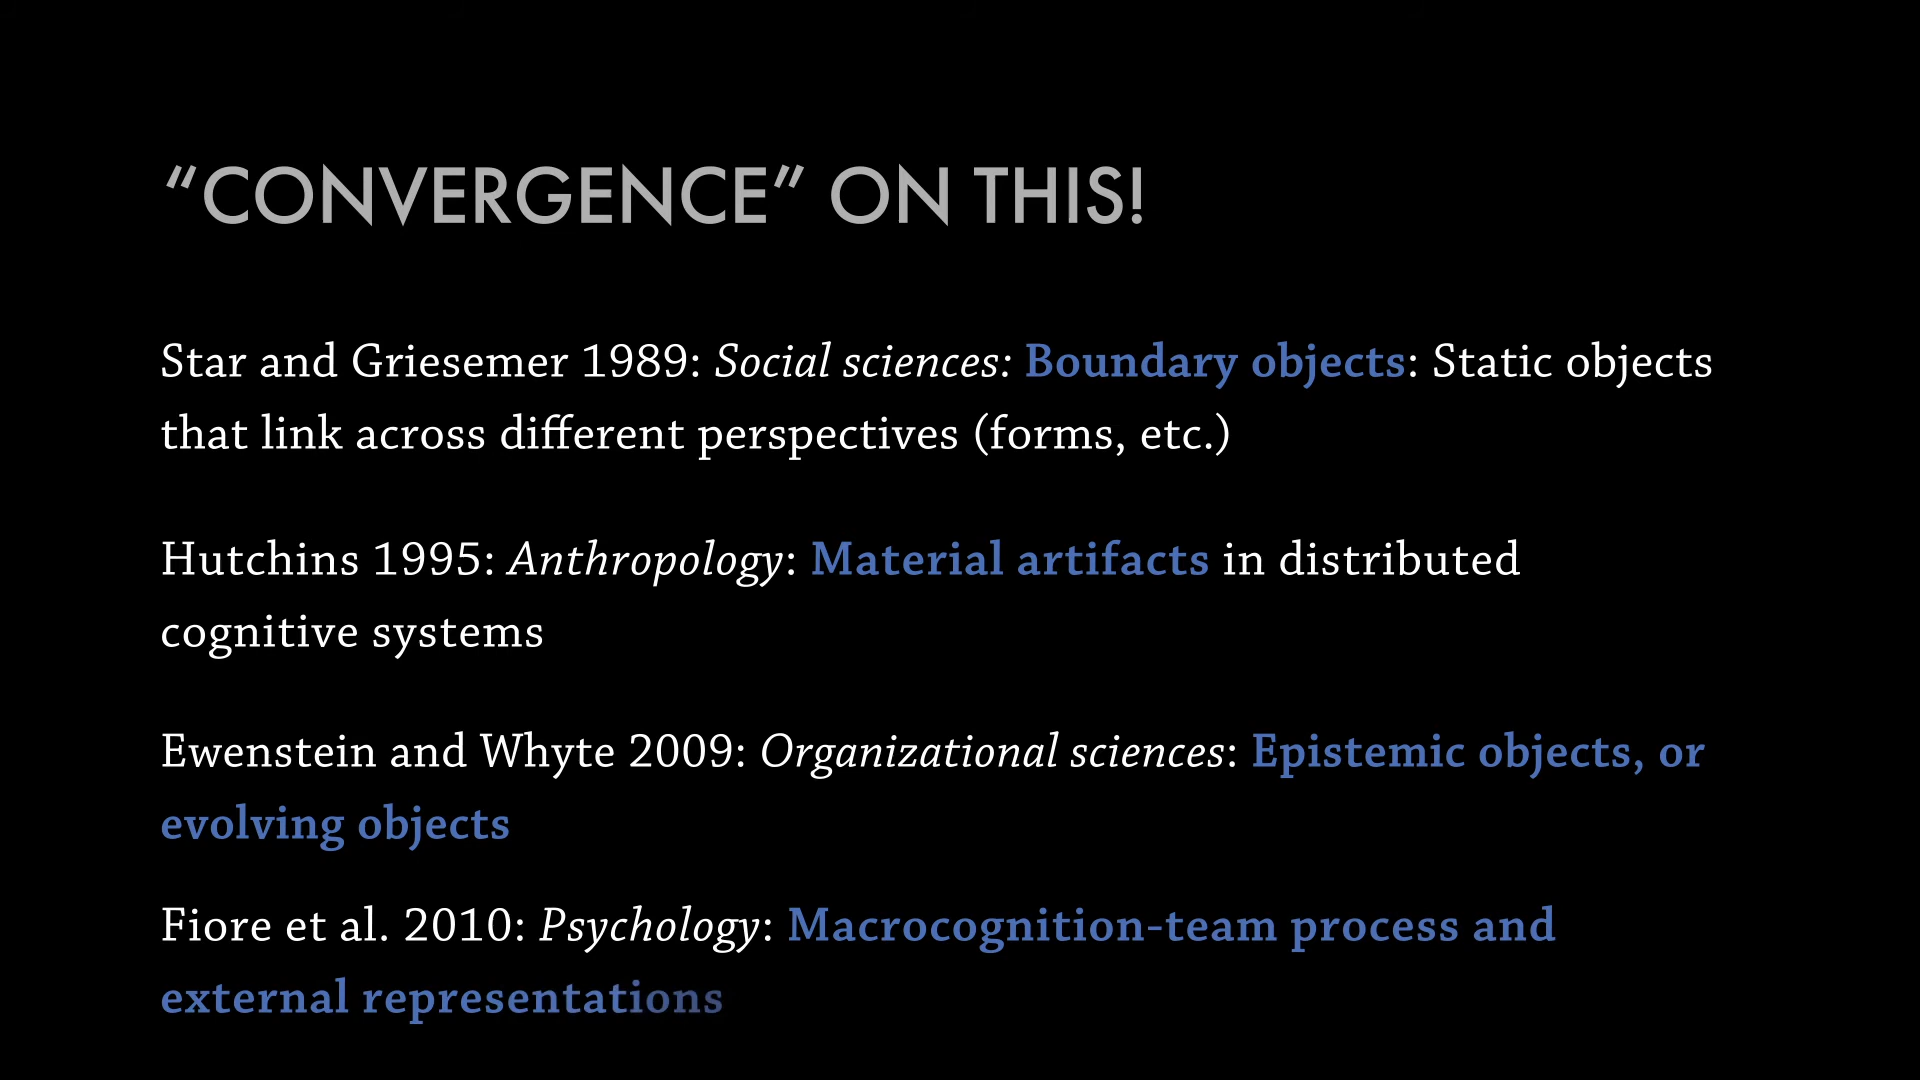 “CONVERGENCE” ON THIS!
Star and Griesemer 1989: Social sciences: Boundary objects: Static objects
that link across different perspectives (forms, etc.)
Hutchins 1995: Anthropology: Material artifacts in distributed
cognitive systems
Ewenstein and Whyte 2009: Organizational sciences: Epistemic objects, or
evolving objects
Fiore et al. 2010: Psychology: Macrocognition-team process and
external representations